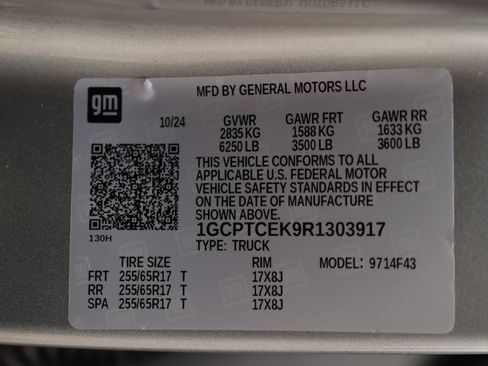 gm
MFD BY GENERAL MOTORS LLC
10/24
GVWR GAWR FRT GAWR RR
2835 KG 1588 KG 1633 KG
6250 LB 3500 LB 3600 LB
THIS VEHICLE CONFORMS TO ALL
APPLICABLE U.S. FEDERAL MOTOR
VEHICLE SAFETY STANDARDS IN EFFECT
ON THE DATE OF MANUFACTURE
SHOWN ABOVE.
130H
1GCPTCEK9R1303917
TYPE: TRUCK
TIRE SIZE RIM MODEL: 9714F43
FRT 255/65R17 T 17X8J
RR 255/65R17 T 17X8J
SPA 255/65R17 T 17X8J